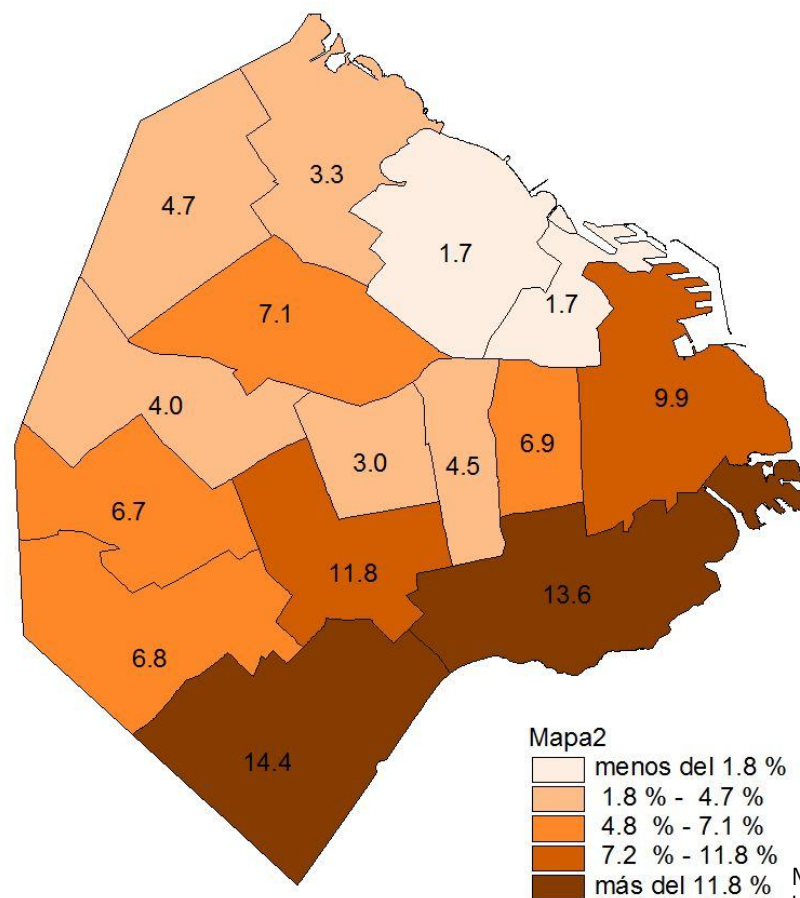 3.3
4.7
1.7
1.7
7.1
9.9
4.0
6.9
3.0
4.5
6.7
11.8
13.6
6.8
14.4
Mapa2
menos del 1.8 %
1.8 % - 4.7 %
4.8 % - 7.1 %
7.2 % - 11.8 %
más del 11.8 %
M